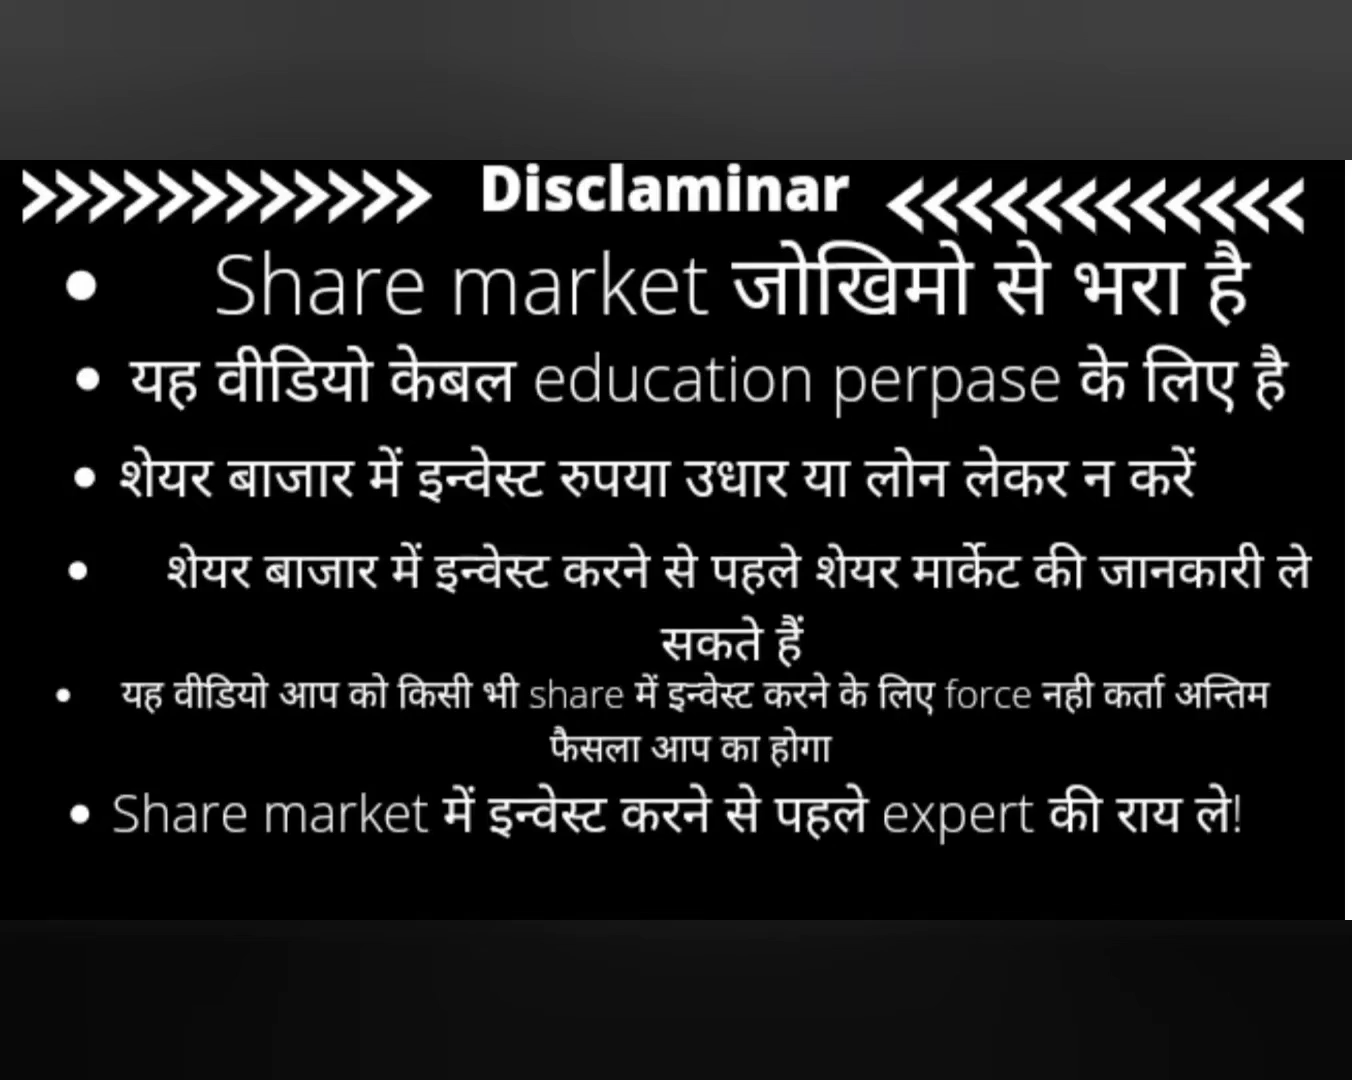 >>>>>>>>>>>> Disclaminar <<<<<<<<<<<<
• Share market जोखिमो से भरा है
• यह वीडियो केबल education perpase के लिए है
• शेयर बाजार में इन्वेस्ट रुपया उधार या लोन लेकर न करें
• शेयर बाजार में इन्वेस्ट करने से पहले शेयर मार्केट की जानकारी ले
सकते हैं
• यह वीडियो आप को किसी भी share में इन्वेस्ट करने के लिए force नही कर्ता अन्तिम
फैसला आप का होगा
• Share market में इन्वेस्ट करने से पहले expert की राय ले!